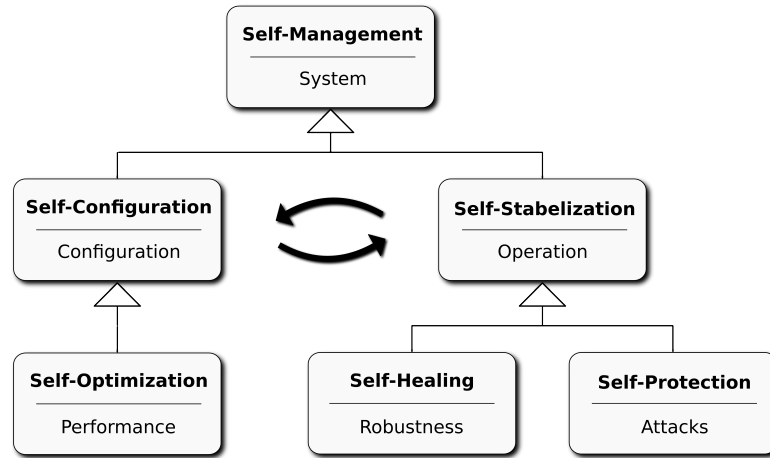 Self-Management
System
Self-Configuration
Configuration
Self-Stabelization
Operation
Self-Optimization
Performance
Self-Healing
Robustness
Self-Protection
Attacks